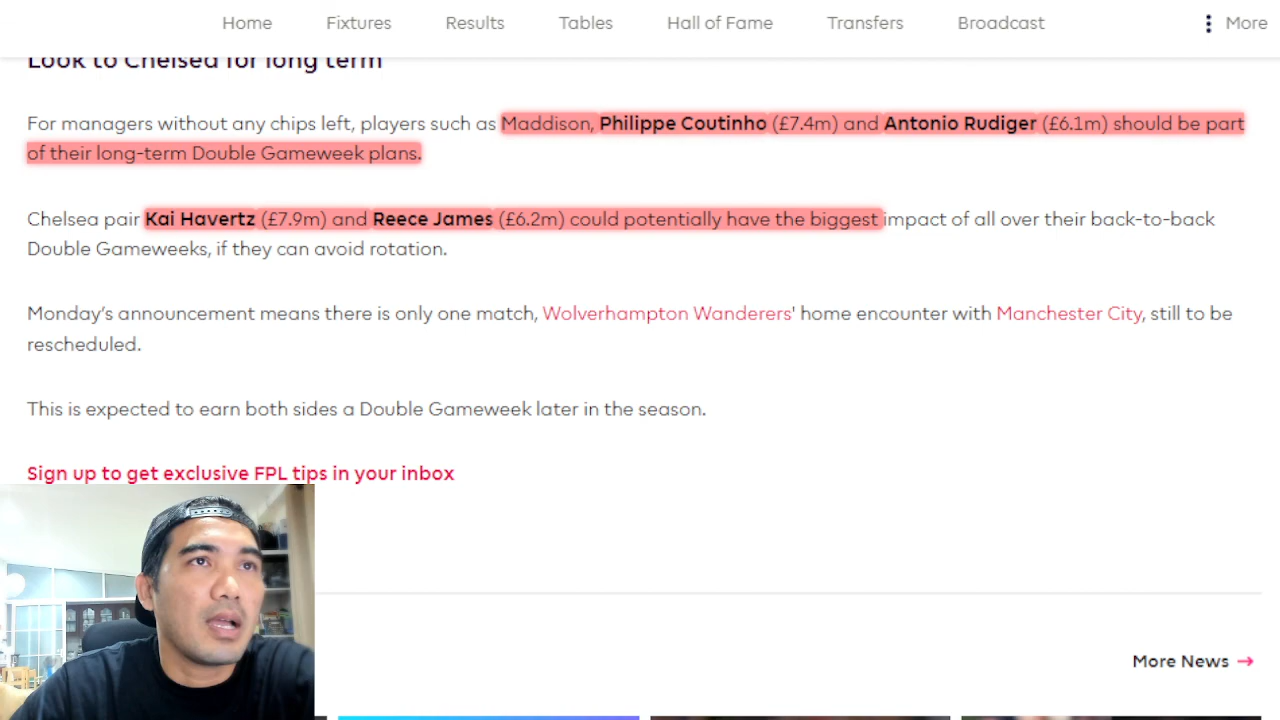 Home Fixtures Results Tables Hall of Fame Transfers Broadcast More
Look to Chelsea for long term
For managers without any chips left, players such as Maddison, Philippe Coutinho (£7.4m) and Antonio Rudiger (£6.1m) should be part
of their long-term Double Gameweek plans.
Chelsea pair Kai Havertz (£7.9m) and Reece James (£6.2m) could potentially have the biggest impact of all over their back-to-back
Double Gameweeks, if they can avoid rotation.
Monday’s announcement means there is only one match, Wolverhampton Wanderers' home encounter with Manchester City, still to be
rescheduled.
This is expected to earn both sides a Double Gameweek later in the season.
Sign up to get exclusive FPL tips in your inbox
More News →